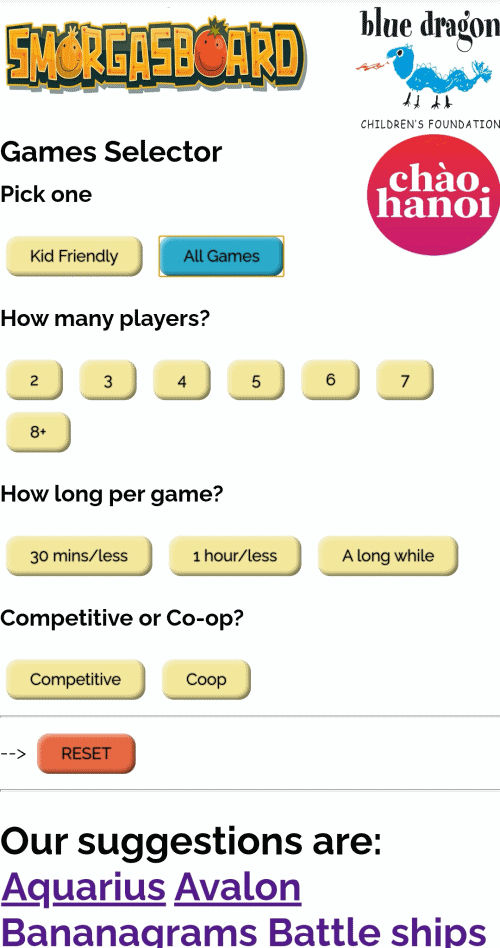 SMORGASBOARD
blue dragon
CHILDREN'S FOUNDATION
chào
hanoi
Games Selector
Pick one
Kid Friendly All Games
How many players?
2 3 4 5 6 7
8+
How long per game?
30 mins/less 1 hour/less A long while
Competitive or Co-op?
Competitive Coop
--> RESET
Our suggestions are:
Aquarius Avalon
Bananagrams Battle ships